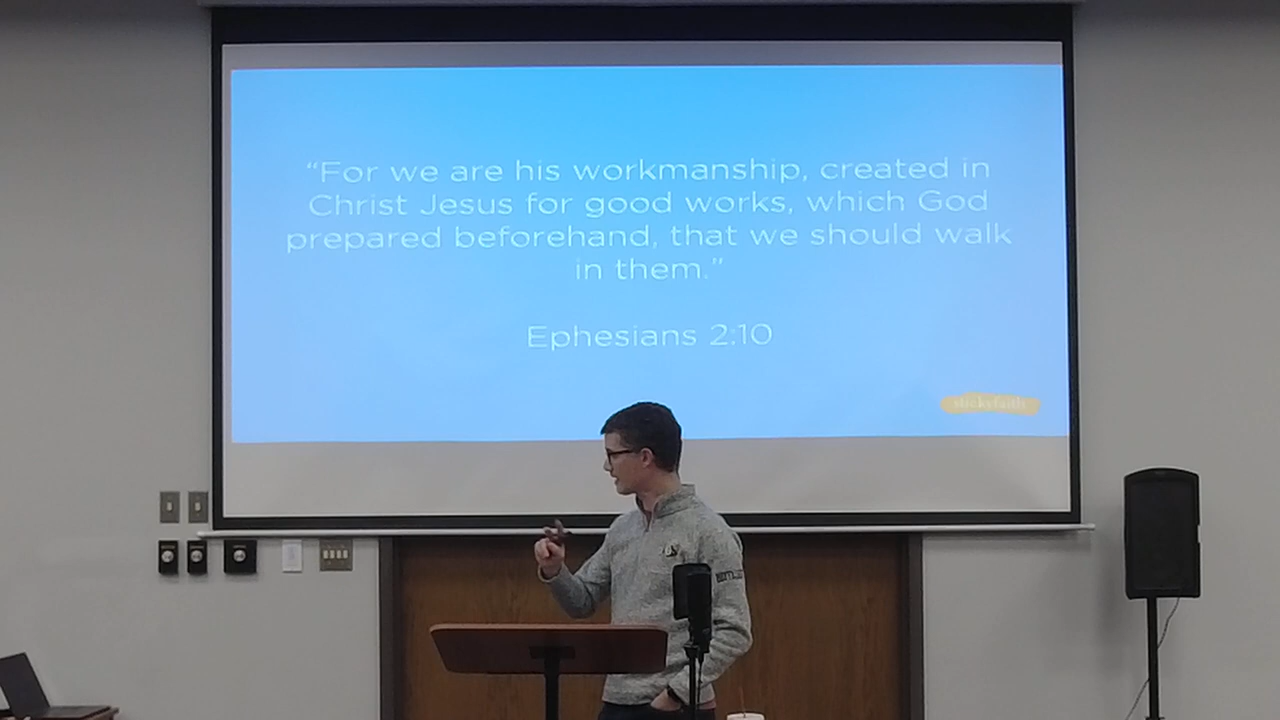 “For we are his workmanship, created in
Christ Jesus for good works, which God
prepared beforehand, that we should walk
in them.”
Ephesians 2:10
stickyfaith